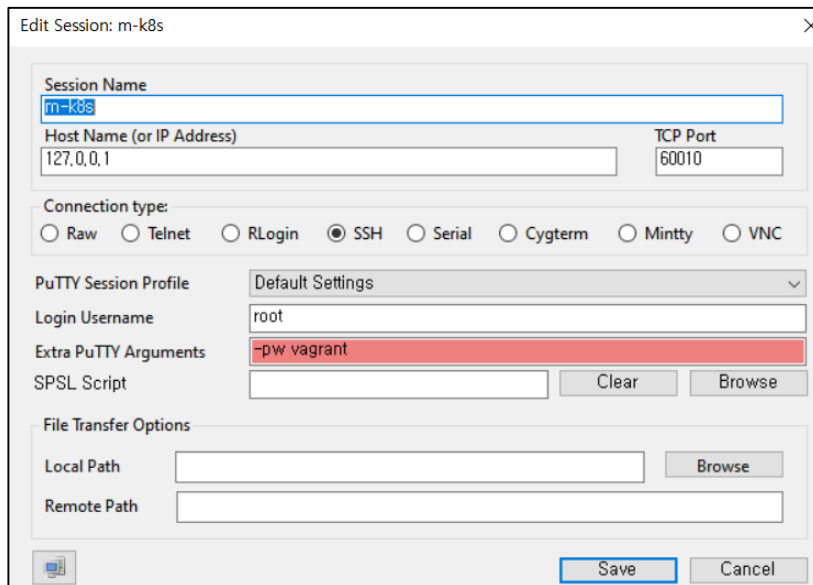 Edit Session: m-k8s
Session Name
m-k8s
Host Name (or IP Address) TCP Port
127.0.0.1 60010
Connection type:
Raw Telnet RLogin SSH Serial Cygterm Mintty VNC
PuTTY Session Profile Default Settings
Login Username root
Extra PuTTY Arguments -pw vagrant
SPSL Script Clear Browse
File Transfer Options
Local Path Browse
Remote Path
Save Cancel